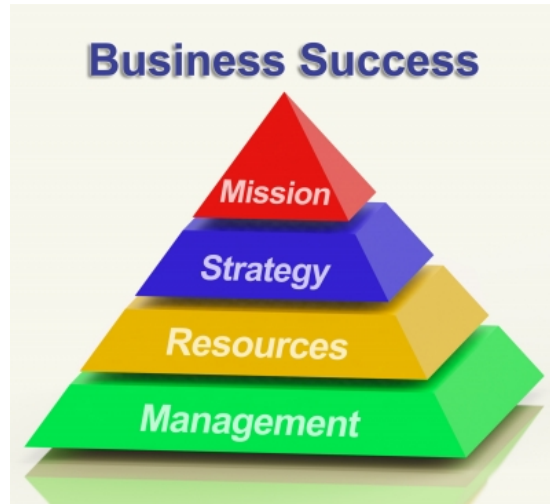 Business Success
Mission
Strategy
Resources
Management